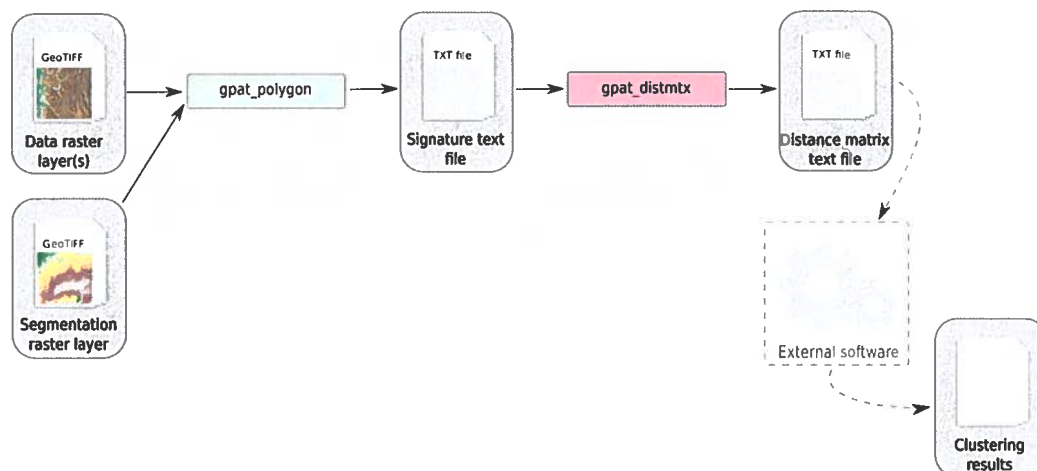 GeoTIFF
Data raster
layer(s)
gpat_polygon
TXT file
Signature text
file
gpat_distmtx
TXT file
Distance matrix
text file
GeoTIFF
Segmentation
raster layer
External software
Clustering
results